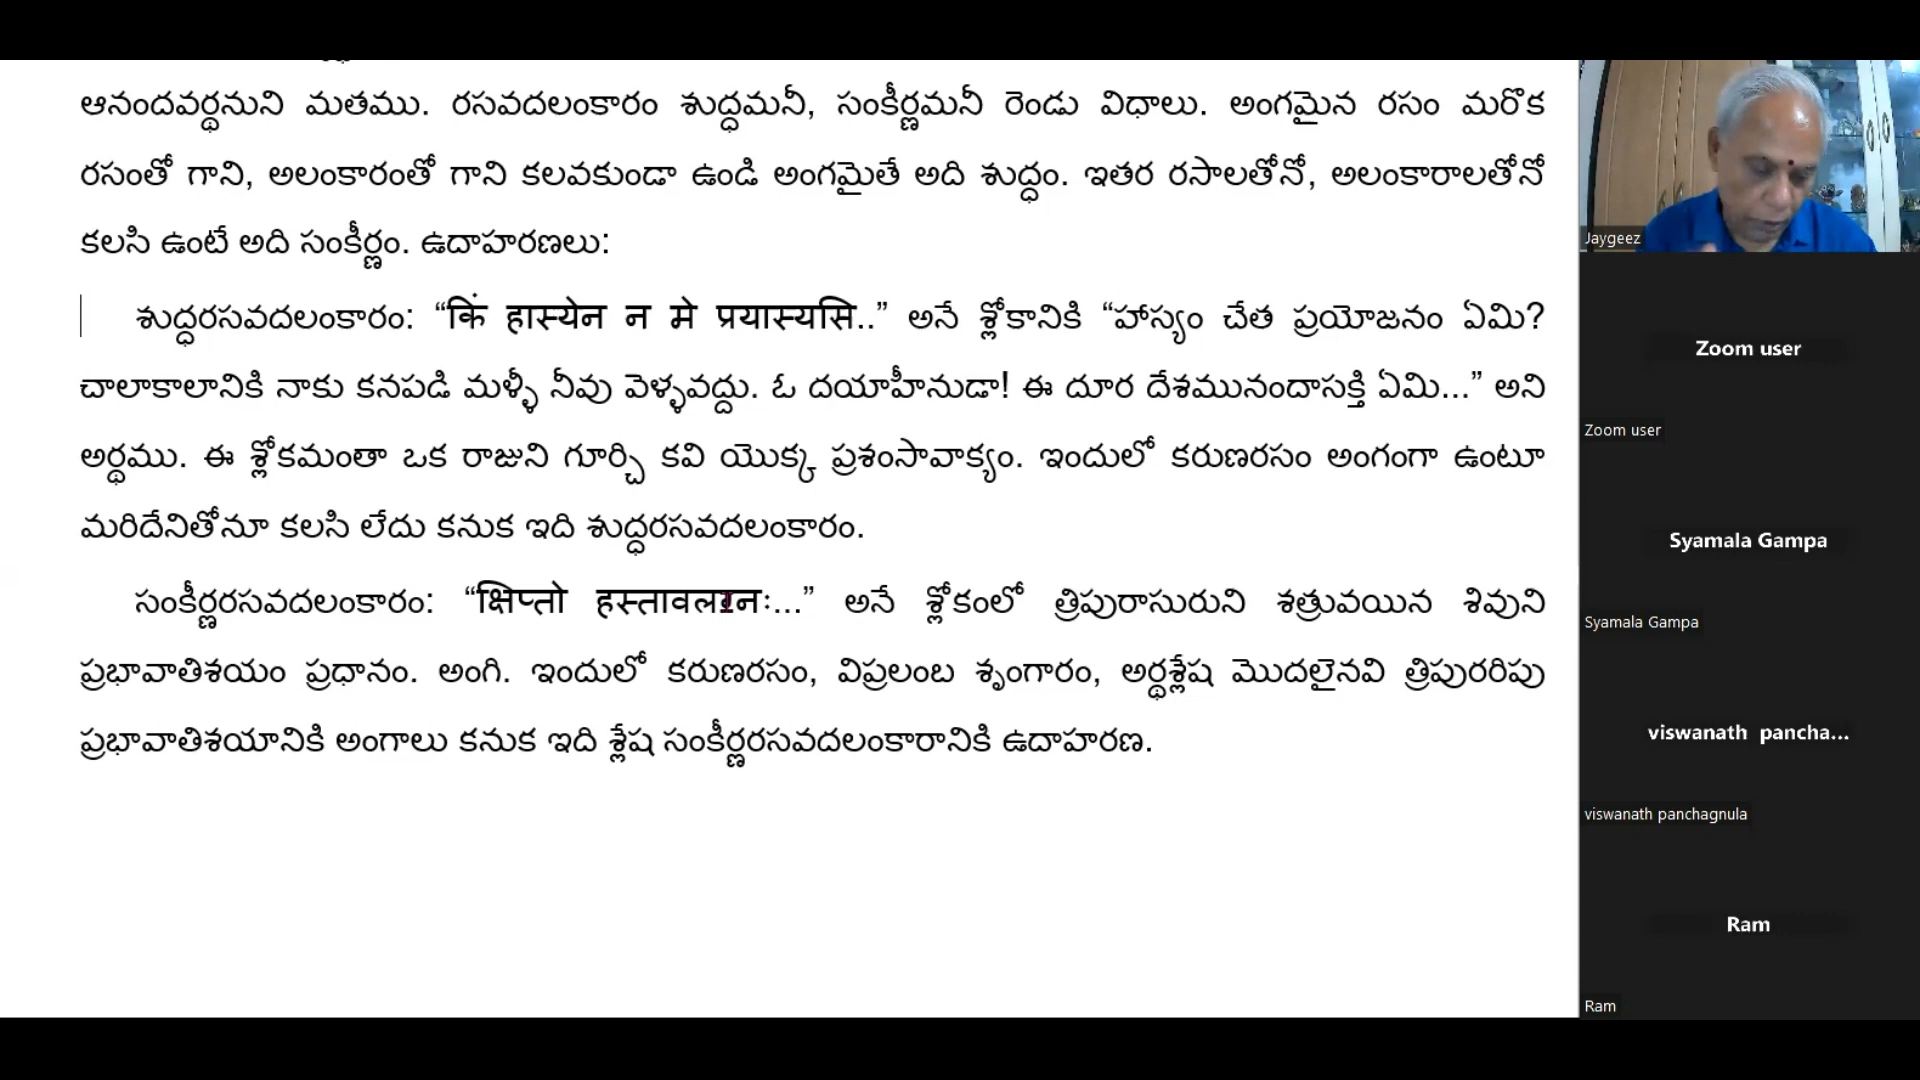 ఆనందవర్థనుని మతము. రసవదలంకారం శుద్ధమనీ, సంకీర్ణమనీ రెండు విధాలు. అంగమైన రసం మరొక
రసంతో గాని, అలంకారంతో గాని కలవకుండా ఉండి అంగమైతే అది శుద్ధం. ఇతర రసాలతోనో, అలంకారాలతోనో
కలసి ఉంటే అది సంకీర్ణం. ఉదాహరణలు:
శుద్ధరసవదలంకారం: “किं हास्येन न मे प्रयास्यसि..” అనే శ్లోకానికి “హాస్యం చేత ప్రయోజనం ఏమి?
చాలాకాలానికి నాకు కనపడి మళ్ళీ నీవు వెళ్ళవద్దు. ఓ దయాహీనుడా! ఈ దూర దేశమునందాసక్తి ఏమి...” అని
అర్థము. ఈ శ్లోకమంతా ఒక రాజుని గూర్చి కవి యొక్క ప్రశంసావాక్యం. ఇందులో కరుణరసం అంగంగా ఉంటూ
మరిదేనితోనూ కలసి లేదు కనుక ఇది శుద్ధరసవదలంకారం.
సంకీర్ణరసవదలంకారం: “क्षिप्तो हस्तावलग्नः...” అనే శ్లోకంలో త్రిపురాసురుని శత్రువయిన శివుని
ప్రభావాతిశయం ప్రధానం. అంగి. ఇందులో కరుణరసం, విప్రలంబ శృంగారం, అర్థశ్లేష మొదలైనవి త్రిపురరిపు
ప్రభావాతిశయానికి అంగాలు కనుక ఇది శ్లేష సంకీర్ణరసవదలంకారానికి ఉదాహరణ.
Jaygeez
Zoom user
Zoom user
Syamala Gampa
Syamala Gampa
viswanath pancha...
viswanath panchagnula
Ram
Ram